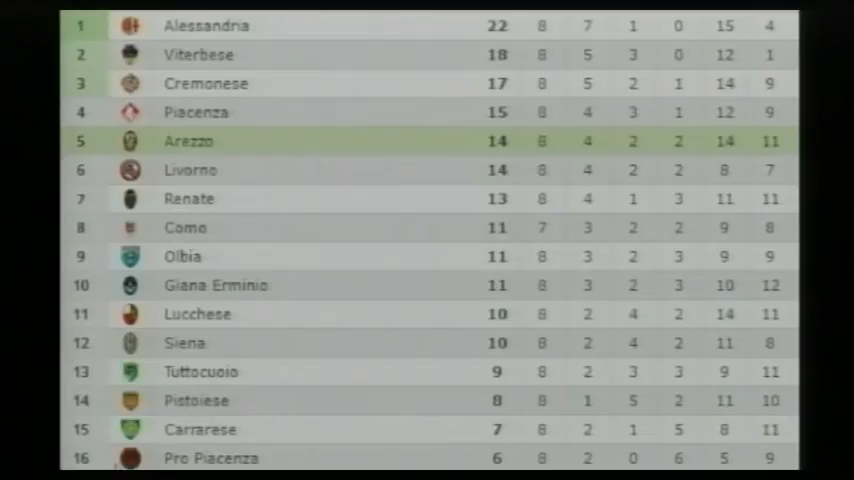 1 Alessandria 22 8 7 1 0 15 4
2 Viterbese 18 8 5 3 0 12 1
3 Cremonese 17 8 5 2 1 14 9
4 Piacenza 15 8 4 3 1 12 9
5 Arezzo 14 8 4 2 2 14 11
6 Livorno 14 8 4 2 2 8 7
7 Renate 13 8 4 1 3 11 11
8 Como 11 7 3 2 2 9 8
9 Olbia 11 8 3 2 3 9 9
10 Giana Erminio 11 8 3 2 3 10 12
11 Lucchese 10 8 2 4 2 14 11
12 Siena 10 8 2 4 2 11 8
13 Tuttocuoio 9 8 2 3 3 9 11
14 Pistoiese 8 8 1 5 2 11 10
15 Carrarese 7 8 2 1 5 8 11
16 Pro Piacenza 6 8 2 0 6 5 9